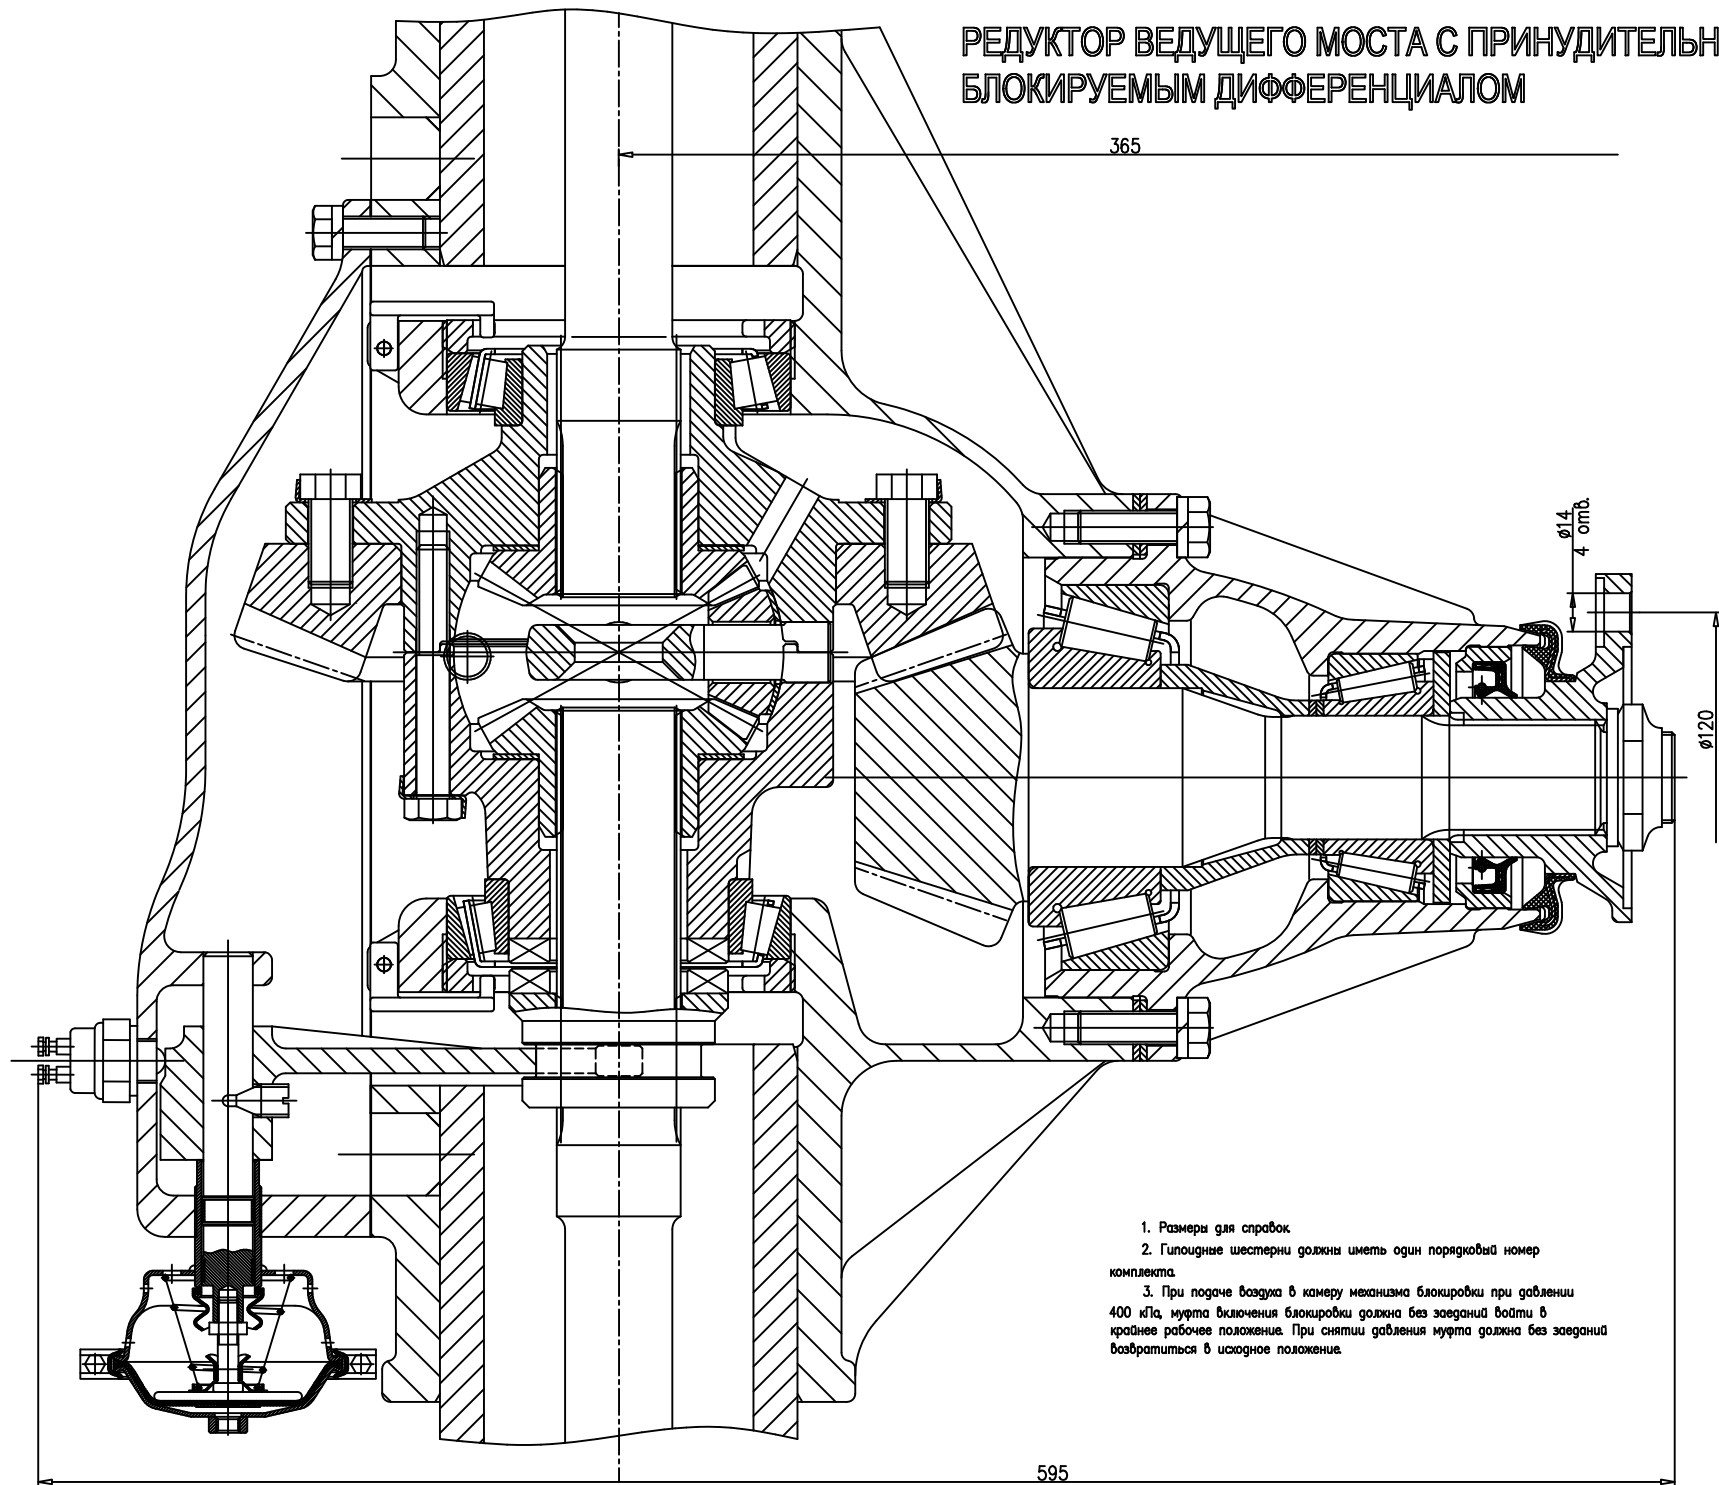 РЕДУКТОР ВЕДУЩЕГО МОСТА С ПРИНУДИТЕЛЬН
БЛОКИРУЕМЫМ ДИФФЕРЕНЦИАЛОМ
365
ø14
4 отв.
ø120
1. Размеры для справок.
2. Гипоидные шестерни должны иметь один порядковый номер
комплекта.
3. При подаче воздуха в камеру механизма блокировки при давлении
400 кПа, муфта включения блокировки должна без заеданий войти в
крайнее рабочее положение. При снятии давления муфта должна без заеданий
возвратиться в исходное положение.
595